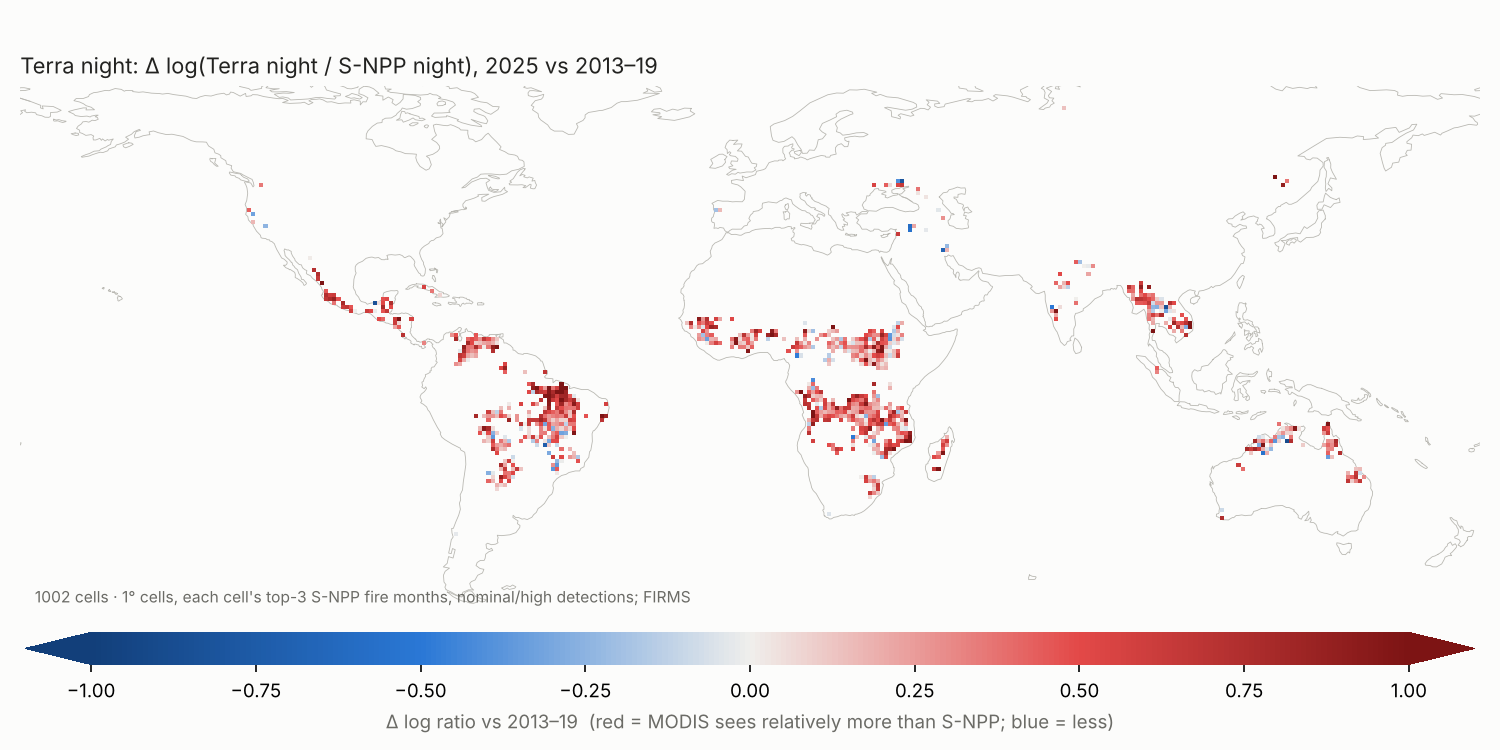 Terra night: Δ log(Terra night / S-NPP night), 2025 vs 2013–19
1002 cells · 1° cells, each cell's top-3 S-NPP fire months, nominal/high detections; FIRMS
−1.00 −0.75 −0.50 −0.25 0.00 0.25 0.50 0.75 1.00
Δ log ratio vs 2013–19 (red = MODIS sees relatively more than S-NPP; blue = less)